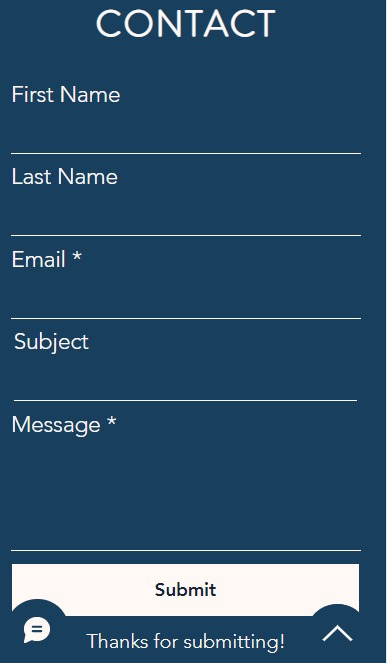 CONTACT
First Name
Last Name
Email *
Subject
Message *
Submit
Thanks for submitting!